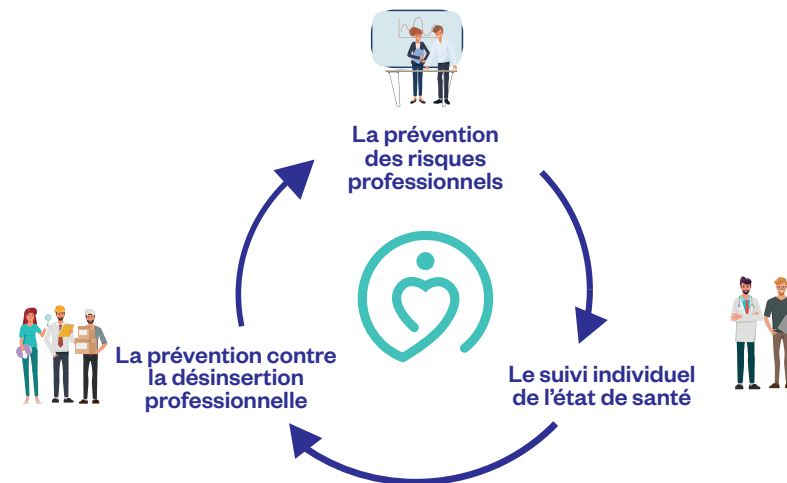 La prévention
des risques
professionnels
La prévention contre
la désinsertion
professionnelle
Le suivi individuel
de l’état de santé